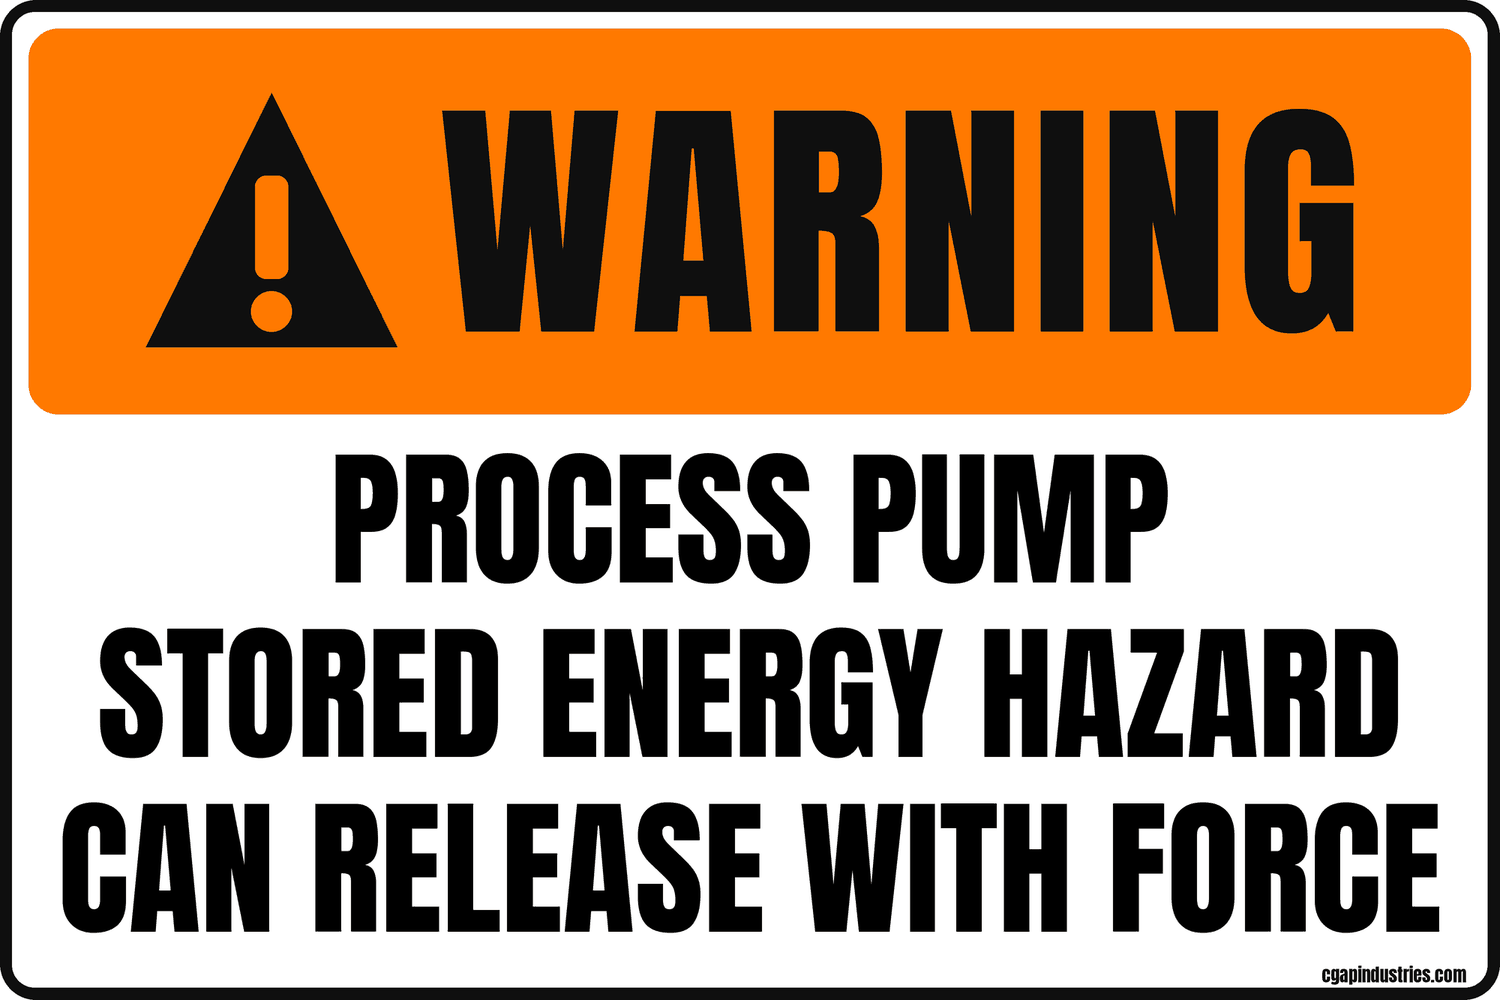 WARNING
PROCESS PUMP
STORED ENERGY HAZARD
CAN RELEASE WITH FORCE
cgapindustries.com